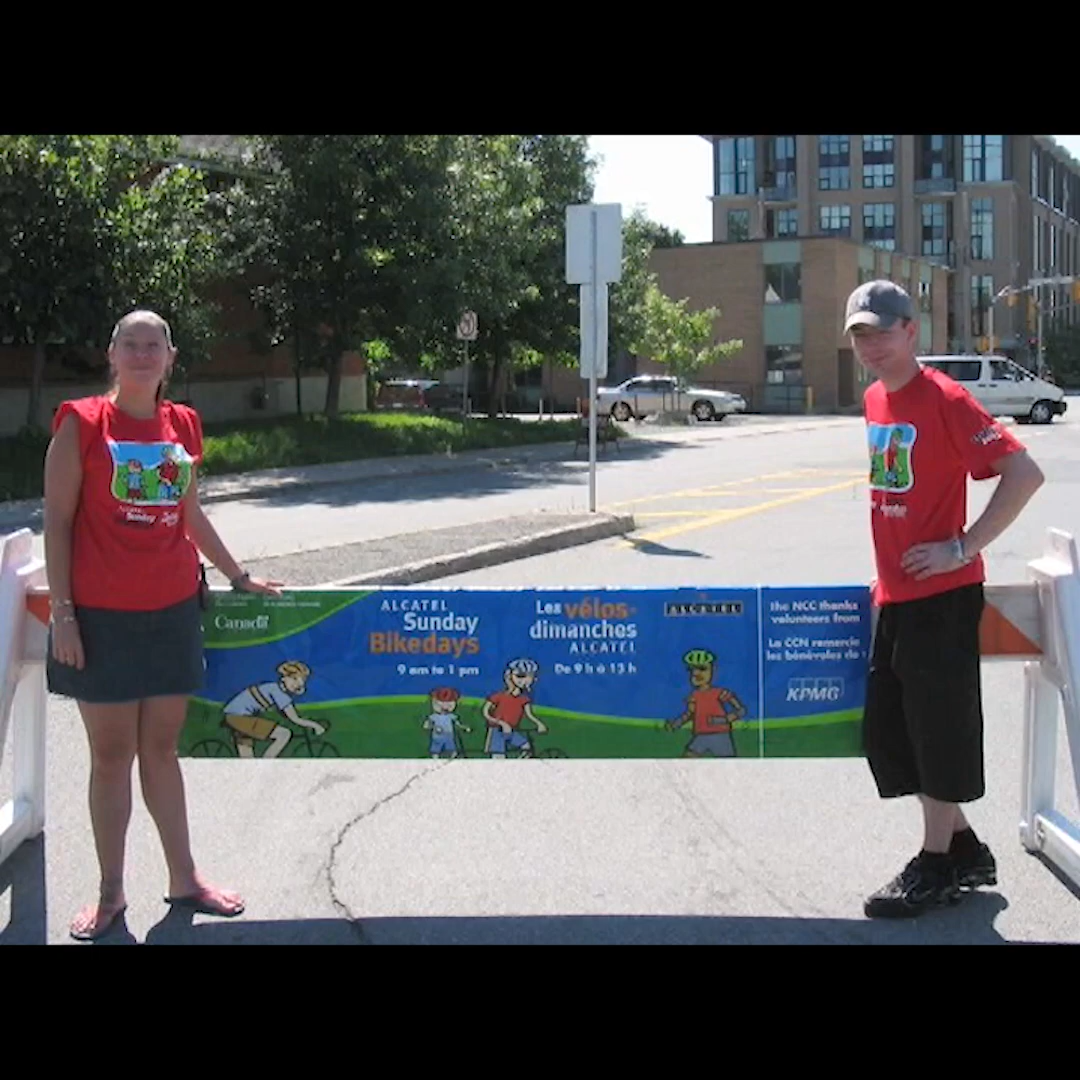 Canada
ALCATEL
Sunday
Bikedays
9 am to 1 pm
Les vélos-
dimanches
ALCATEL
De 9 h à 13 h
ALCATEL
The NCC thanks
volunteers from
La CCN remercie
les bénévoles de
KPMG
Sunday